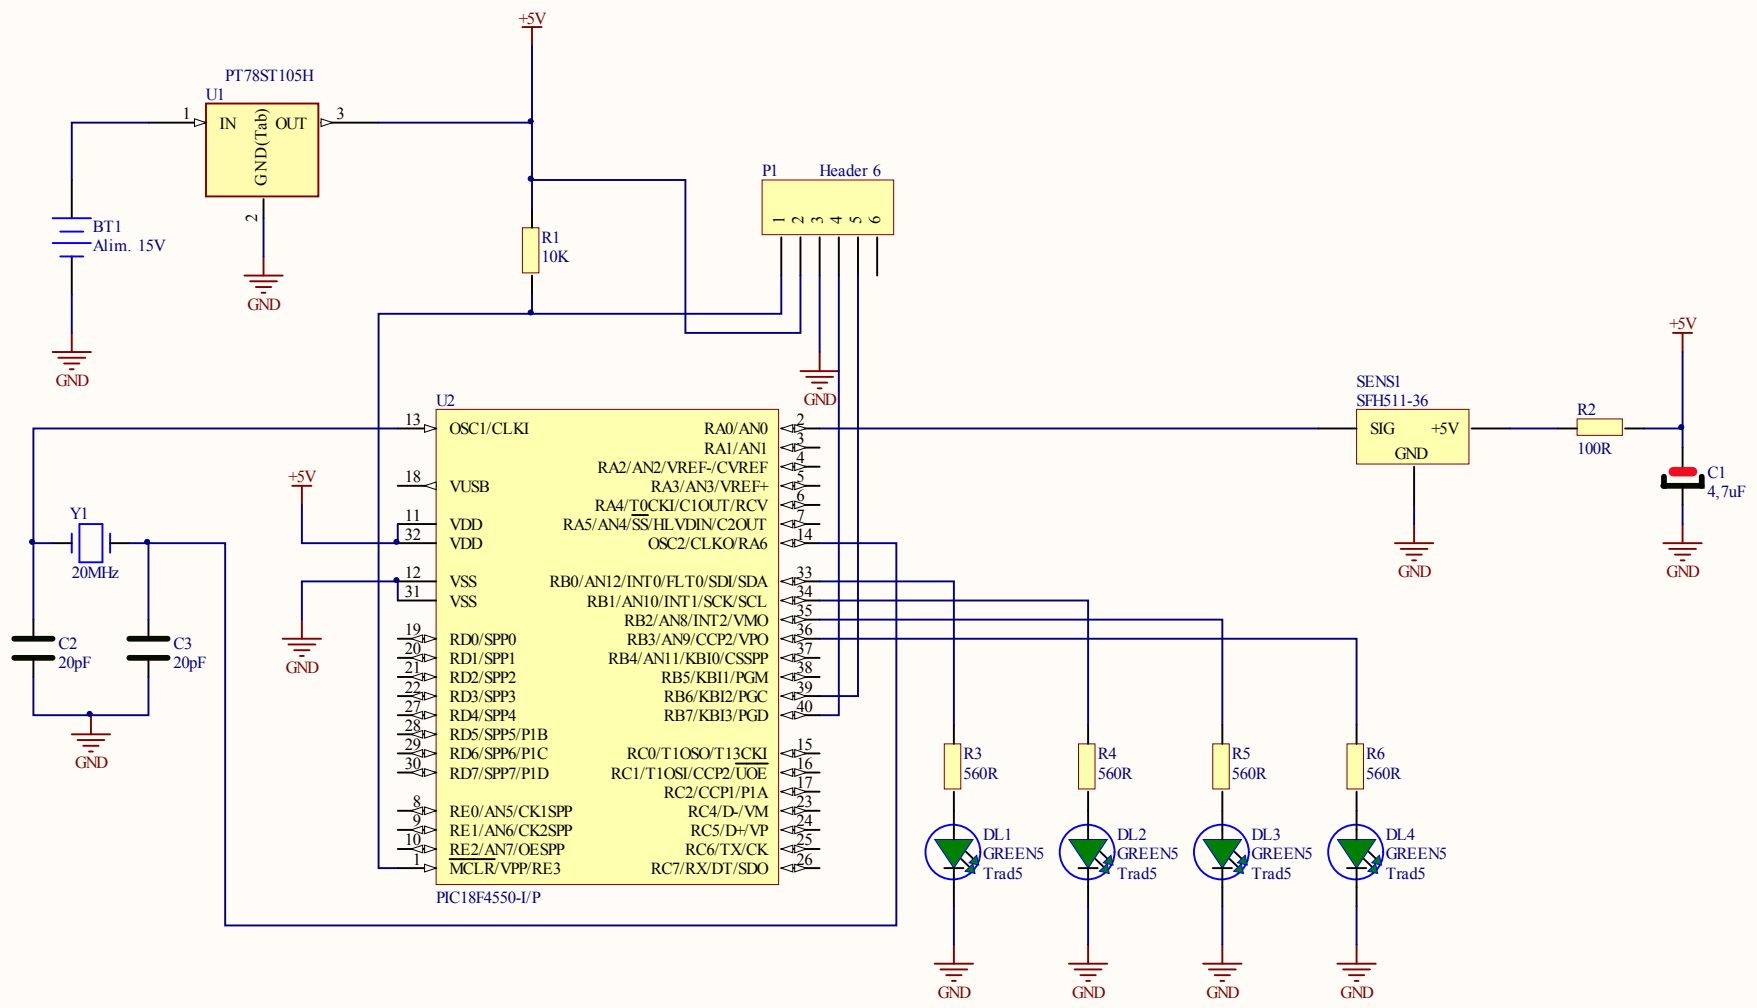 +5V
PT78ST105H
U1
1
IN
GND(Tab)
OUT
3
2
GND
BT1
Alim. 15V
GND
R1
10K
P1
Header 6
1
2
3
4
5
6
GND
U2
13
OSC1/CLKI
18
VUSB
11
VDD
32
VDD
12
VSS
31
VSS
19
RD0/SPP0
20
RD1/SPP1
21
RD2/SPP2
22
RD3/SPP3
27
RD4/SPP4
28
RD5/SPP5/P1B
29
RD6/SPP6/P1C
30
RD7/SPP7/P1D
8
RE0/AN5/CK1SPP
9
RE1/AN6/CK2SPP
10
RE2/AN7/OESPP
1
MCLR/VPP/RE3
RA0/AN0
2
RA1/AN1
3
RA2/AN2/VREF-/CVREF
4
RA3/AN3/VREF+
5
RA4/T0CKI/C1OUT/RCV
6
RA5/AN4/SS/HLVDIN/C2OUT
7
OSC2/CLKO/RA6
14
RB0/AN12/INT0/FLT0/SDI/SDA
33
RB1/AN10/INT1/SCK/SCL
34
RB2/AN8/INT2/VMO
35
RB3/AN9/CCP2/VPO
36
RB4/AN11/KBI0/CSSPP
37
RB5/KBI1/PGM
38
RB6/KBI2/PGC
39
RB7/KBI3/PGD
40
RC0/T1OSO/T13CKI
15
RC1/T1OSI/CCP2/UOE
16
RC2/CCP1/P1A
17
RC4/D-/VM
23
RC5/D+/VP
24
RC6/TX/CK
25
RC7/RX/DT/SDO
26
PIC18F4550-I/P
+5V
GND
Y1
20MHz
C2
20pF
C3
20pF
GND
SENS1
SFH511-36
SIG
+5V
GND
GND
R2
100R
+5V
C1
4,7uF
GND
R3
560R
R4
560R
R5
560R
R6
560R
DL1
GREEN5
Trad5
DL2
GREEN5
Trad5
DL3
GREEN5
Trad5
DL4
GREEN5
Trad5
GND
GND
GND
GND